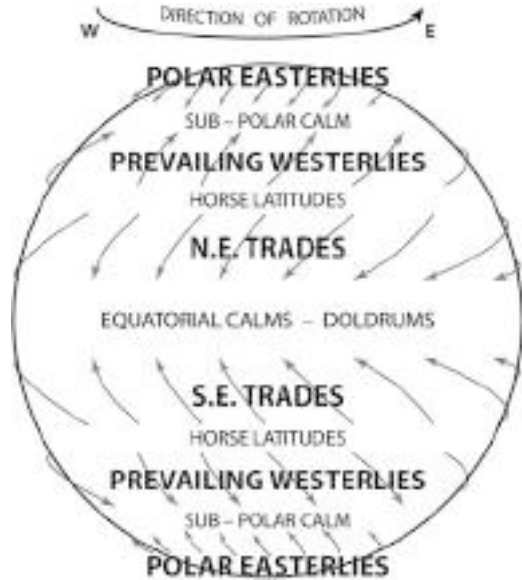 DIRECTION OF ROTATION
W E
POLAR EASTERLIES
SUB – POLAR CALM
PREVAILING WESTERLIES
HORSE LATITUDES
N.E. TRADES
EQUATORIAL CALMS – DOLDRUMS
S.E. TRADES
HORSE LATITUDES
PREVAILING WESTERLIES
SUB – POLAR CALM
POLAR EASTERLIES